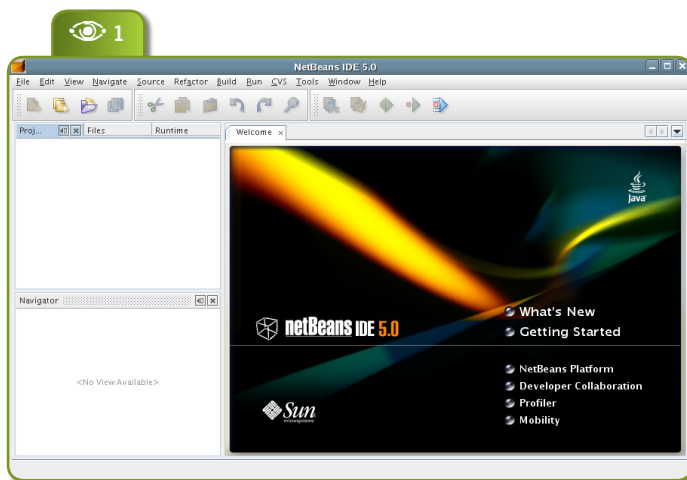 1
NetBeans IDE 5.0
File Edit View Navigate Source Refactor Build Run CVS Tools Window Help
Proj... Files Runtime
Welcome
Java
What's New
netBeans IDE 5.0
Getting Started
Navigator
NetBeans Platform
<No View Available>
Developer Collaboration
Profiler
Sun
microsystems
Mobility